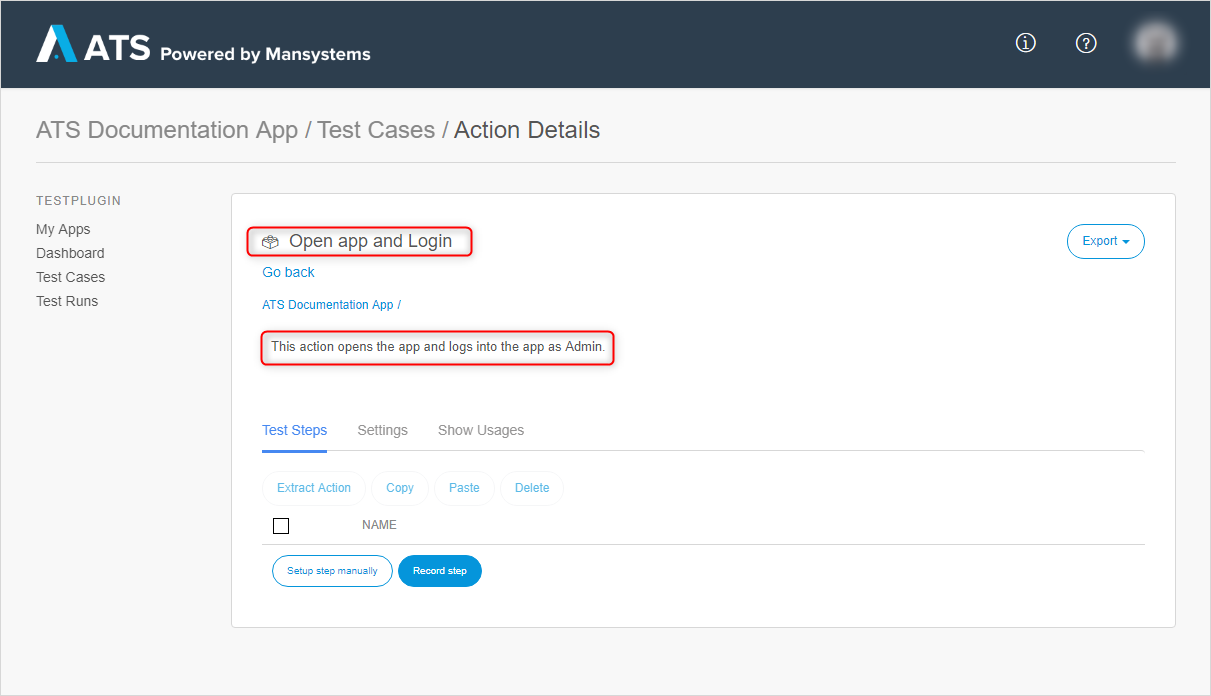 ATS Powered by Mansystems
ATS Documentation App / Test Cases / Action Details
TESTPLUGIN
My Apps
Dashboard
Test Cases
Test Runs
Open app and Login
Export
Go back
ATS Documentation App /
This action opens the app and logs into the app as Admin.
Test Steps Settings Show Usages
Extract Action Copy Paste Delete
NAME
Setup step manually Record step